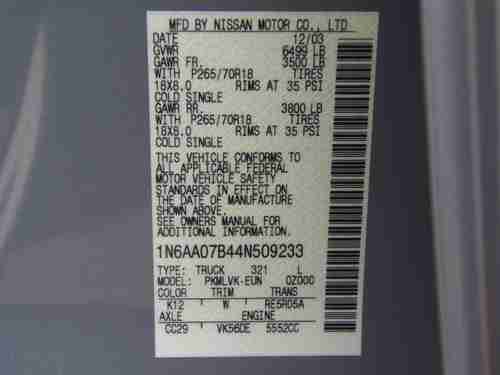 MFD BY NISSAN MOTOR CO., LTD
DATE 12/03
GVWR 6499 LB
GAWR FR. 3500 LB
WITH P265/70R18 TIRES
18X8.0 RIMS AT 35 PSI
COLD SINGLE
GAWR RR. 3800 LB
WITH P265/70R18 TIRES
18X8.0 RIMS AT 35 PSI
COLD SINGLE
THIS VEHICLE CONFORMS TO
ALL APPLICABLE FEDERAL
MOTOR VEHICLE SAFETY
STANDARDS IN EFFECT ON
THE DATE OF MANUFACTURE
SHOWN ABOVE.
SEE OWNERS MANUAL FOR
ADDITIONAL INFORMATION.
1N6AA07B44N509233
TYPE: TRUCK 321 L
MODEL: PKMLVK-EUN 0Z000
COLOR TRIM TRANS
K12 W RE5R05A
AXLE ENGINE
CC29 VK56DE 5552CC